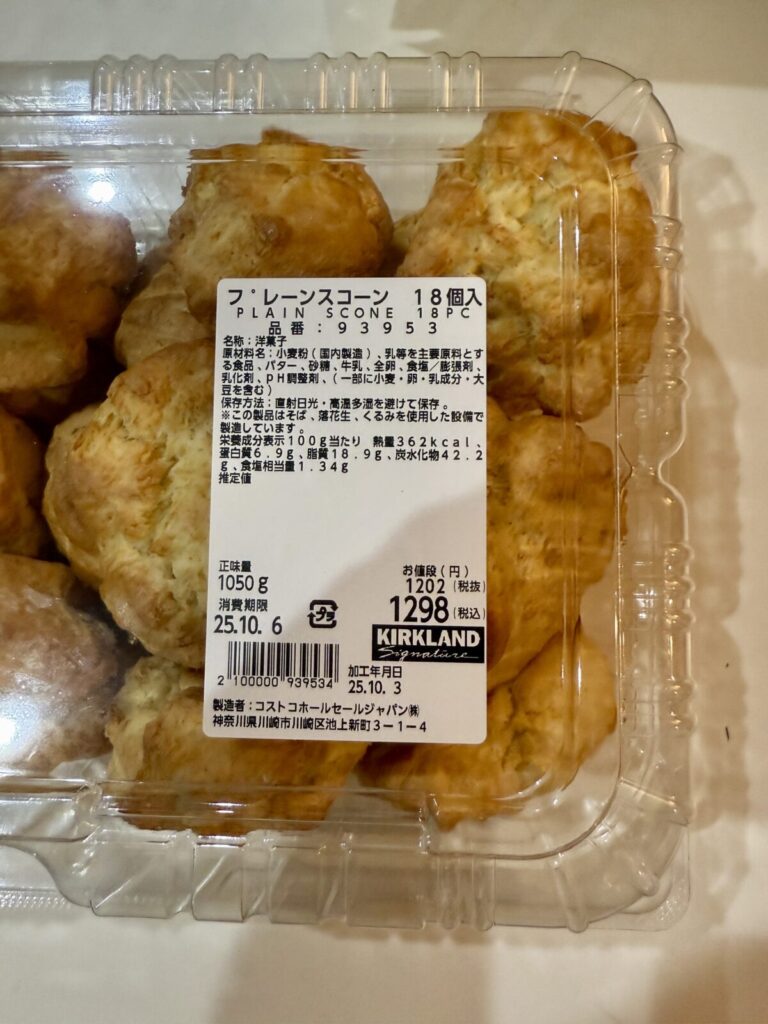 プレーンスコーン 18個入
PLAIN SCONE 18PC
品番:93953
名称:洋菓子
原材料名:小麦粉(国内製造)、乳等を主要原料とす
る食品、バター、砂糖、牛乳、全卵、食塩/膨張剤、
乳化剤、pH調整剤、(一部に小麦・卵・乳成分・大
豆を含む)
保存方法:直射日光・高温多湿を避けて保存。
※この製品はそば、落花生、くるみを使用した設備で
製造しています。
栄養成分表示100g当たり 熱量362kcal、
蛋白質6.9g、脂質18.9g、炭水化物42.2
g、食塩相当量1.34g
推定値
正味量
1050g
消費期限
25.10. 6
プラ
お値段(円)
1202(税抜)
1298(税込)
KIRKLAND
Signature
2 100000 939534
加工年月日
25.10. 3
製造者:コストコホールセールジャパン㈱
神奈川県川崎市川崎区池上新町3-1-4